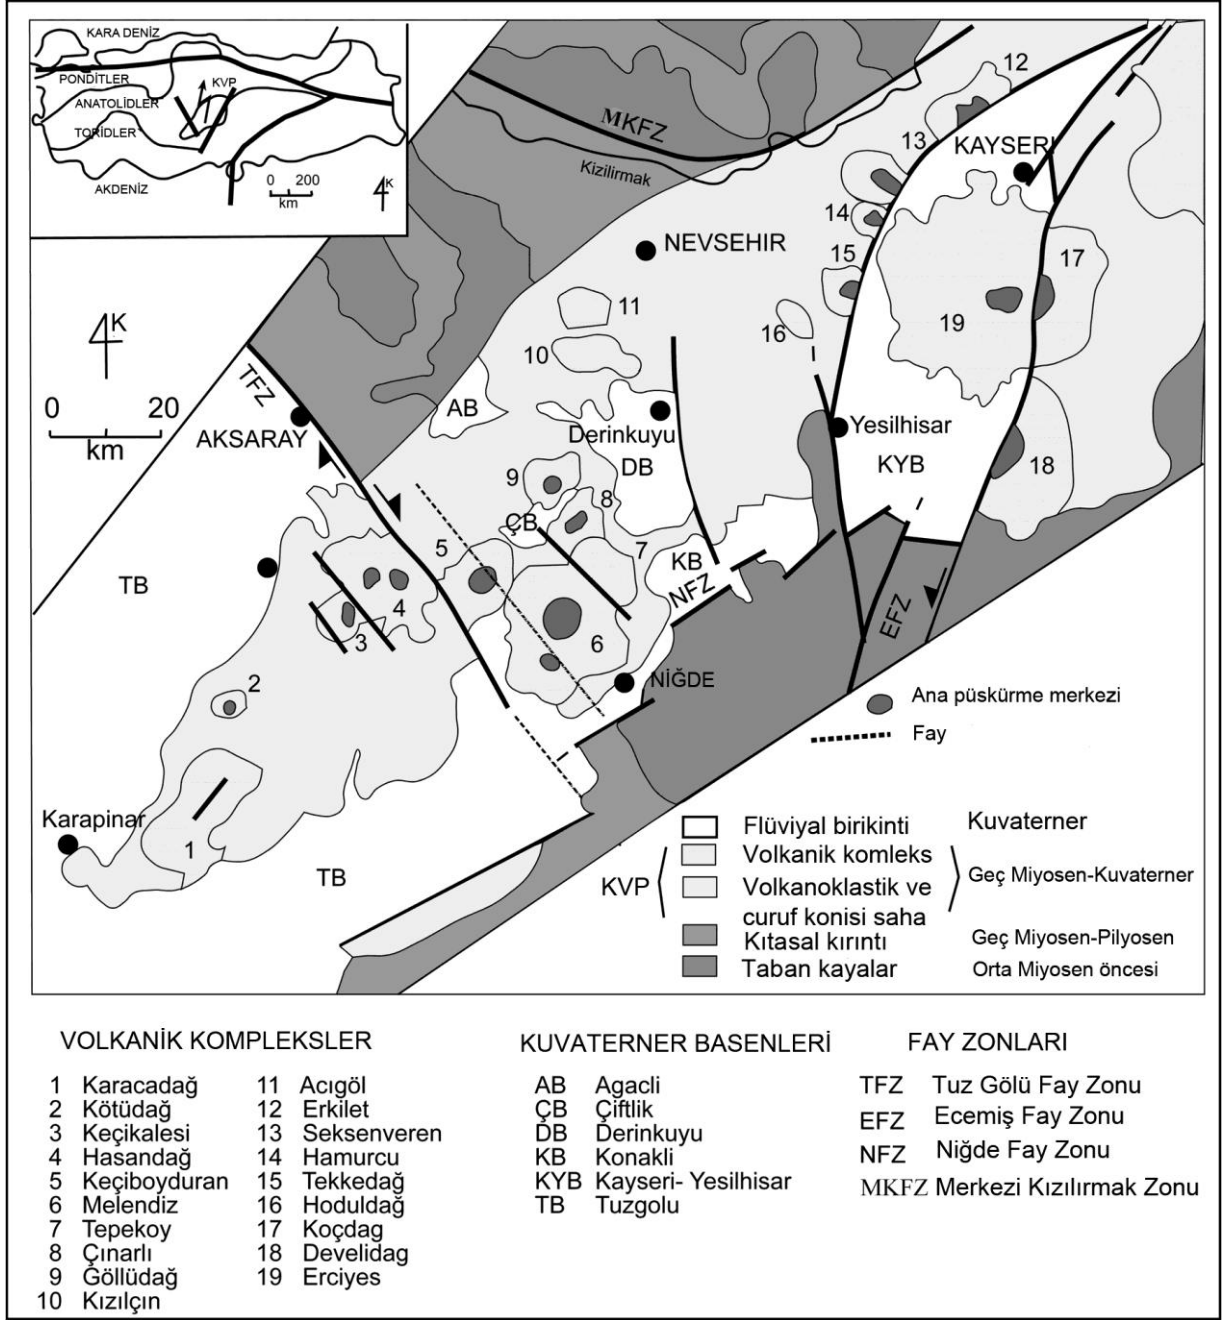 KARA DENİZ
PONDİTLER
KVP
ANATOLİDLER
TORİDLER
AKDENİZ
0 200
km
K
MKFZ
Kizilirmak
12
13
KAYSERİ
14
NEVSEHIR
15
17
11
16
19
10
K
0 20
km
TFZ
AKSARAY
AB
Derinkuyu
DB
Yesilhisar
KYB
9
8
18
ÇB
5
7
KB
NFZ
TB
4
3
6
EFZ
2
NİĞDE
Ana püskürme merkezi
Fay
Karapinar
1
TB
KVP
Flüviyal birikinti Kuvaterner
Volkanik komleks
Volkanoklastik ve Geç Miyosen-Kuvaterner
curuf konisi saha
Kıtasal kırıntı Geç Miyosen-Pilyosen
Taban kayalar Orta Miyosen öncesi
VOLKANİK KOMPLEKSLER
1 Karacadağ
2 Kötüdağ
3 Keçikalesi
4 Hasandağ
5 Keçiboyduran
6 Melendiz
7 Tepekoy
8 Çınarlı
9 Göllüdağ
10 Kızılçın
11 Acıgöl
12 Erkilet
13 Seksenveren
14 Hamurcu
15 Tekkedağ
16 Hoduldağ
17 Koçdag
18 Develidag
19 Erciyes
KUVATERNER BASENLERİ
AB Agacli
ÇB Çiftlik
DB Derinkuyu
KB Konakli
KYB Kayseri- Yesilhisar
TB Tuzgolu
FAY ZONLARI
TFZ Tuz Gölü Fay Zonu
EFZ Ecemiş Fay Zonu
NFZ Niğde Fay Zonu
MKFZ Merkezi Kızılırmak Zonu